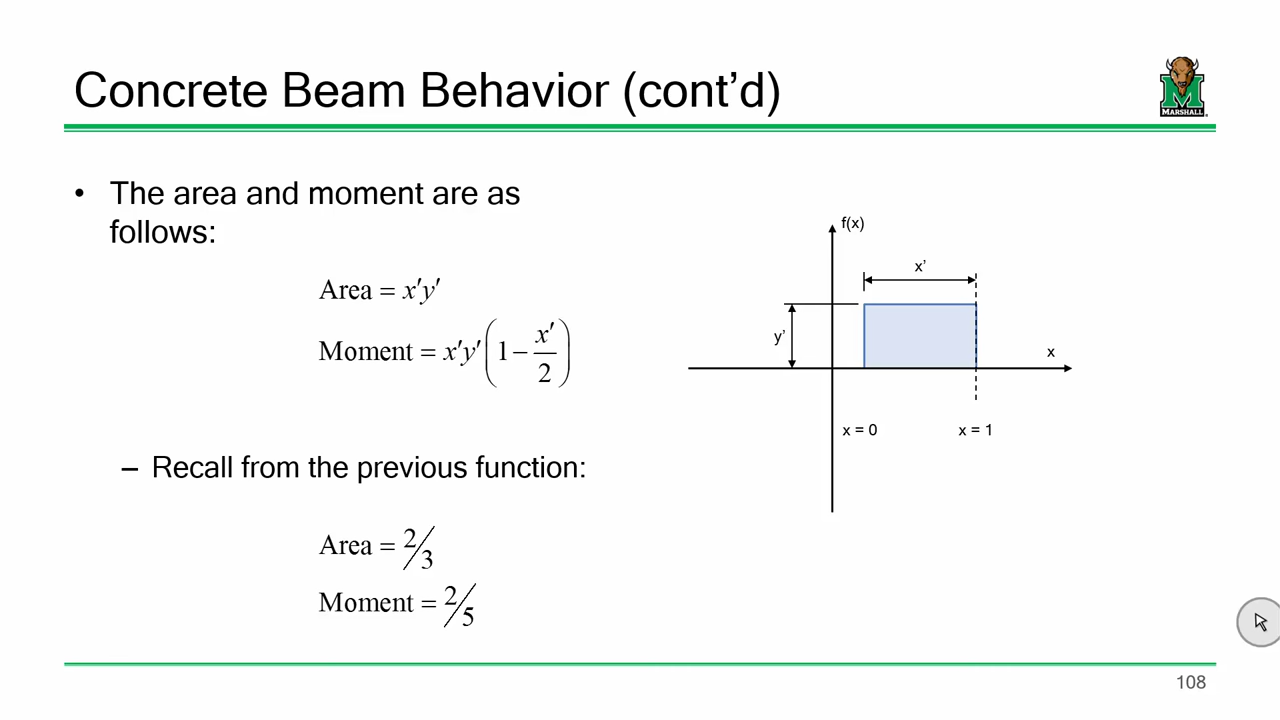 Concrete Beam Behavior (cont’d)
MARSHALL
• The area and moment are as
follows:
Area = x′y′
Moment = x′y′(1 − x′/2)
– Recall from the previous function:
Area = 2/3
Moment = 2/5
f(x)
x’
y’
x
x = 0
x = 1
108